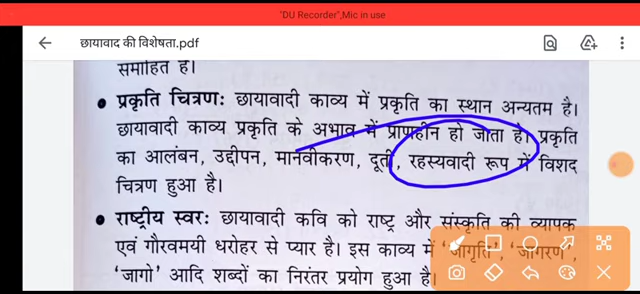 "DU Recorder",Mic in use
छायावाद की विशेषता.pdf
समाहित है।
• प्रकृति चित्रण: छायावादी काव्य में प्रकृति का स्थान अन्यतम है।
छायावादी काव्य प्रकृति के अभाव में प्राणहीन हो जाता है। प्रकृति
का आलंबन, उद्दीपन, मानवीकरण, दूती, रहस्यवादी रूप में विशद
चित्रण हुआ है।
• राष्ट्रीय स्वर: छायावादी कवि को राष्ट्र और संस्कृति की व्यापक
एवं गौरवमयी धरोहर से प्यार है। इस काव्य में 'जागृति', 'जागरण',
'जागो' आदि शब्दों का निरंतर प्रयोग हुआ है।